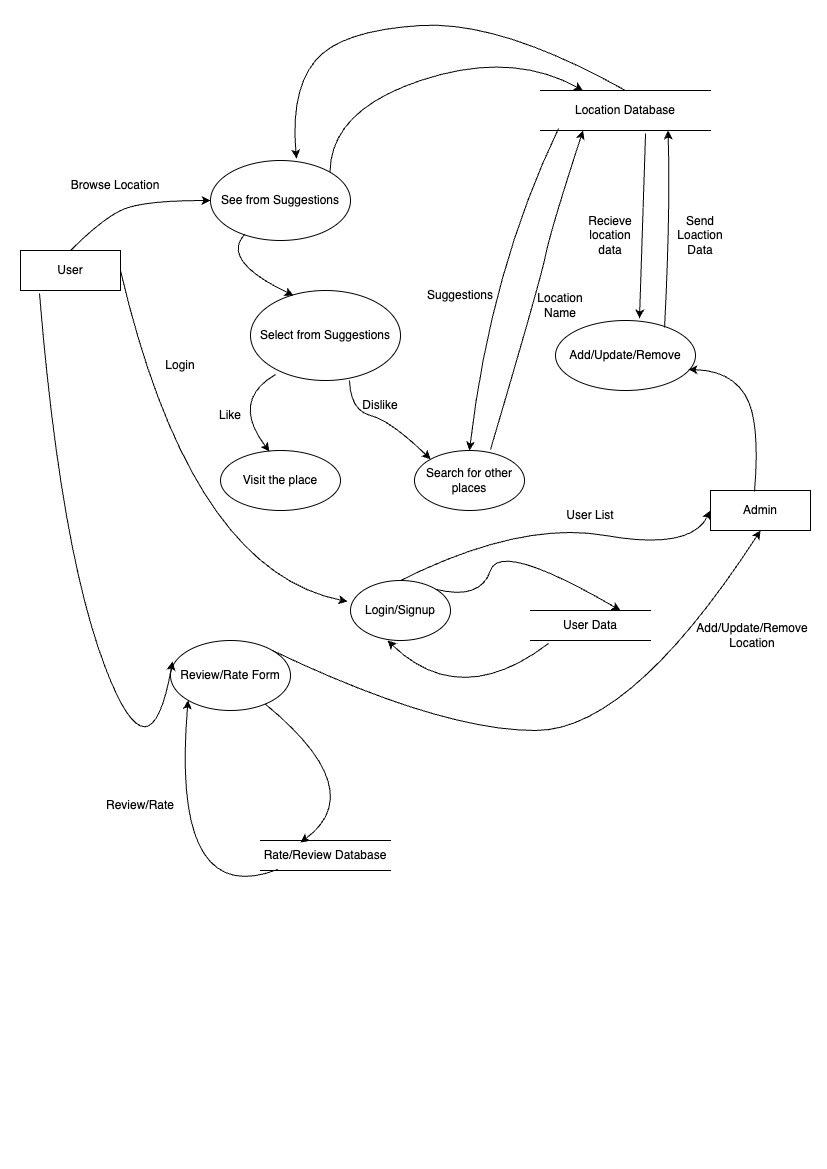 Location Database
Browse Location
See from Suggestions
Recieve
location
data
Send
Loaction
Data
User
Suggestions
Location
Name
Select from Suggestions
Add/Update/Remove
Login
Like
Dislike
Visit the place
Search for other
places
User List
Admin
Login/Signup
User Data
Add/Update/Remove
Location
Review/Rate Form
Review/Rate
Rate/Review Database